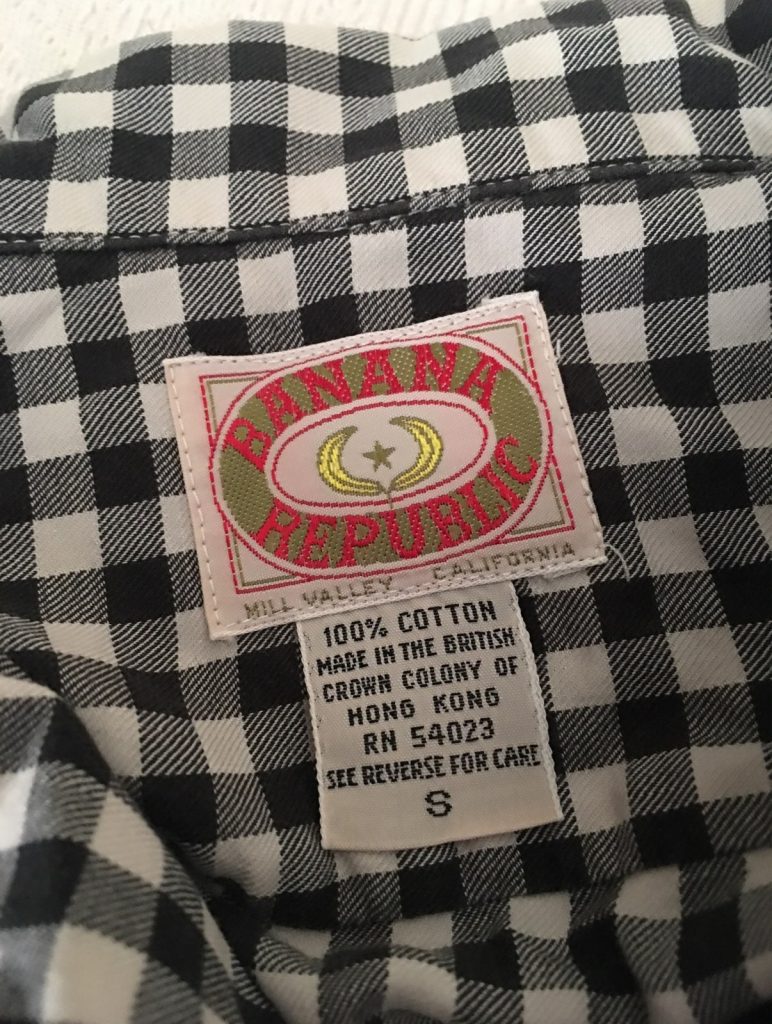 BANANA
REPUBLIC
MILL VALLEY CALIFORNIA
100% COTTON
MADE IN THE BRITISH
CROWN COLONY OF
HONG KONG
RN 54023
SEE REVERSE FOR CARE
S